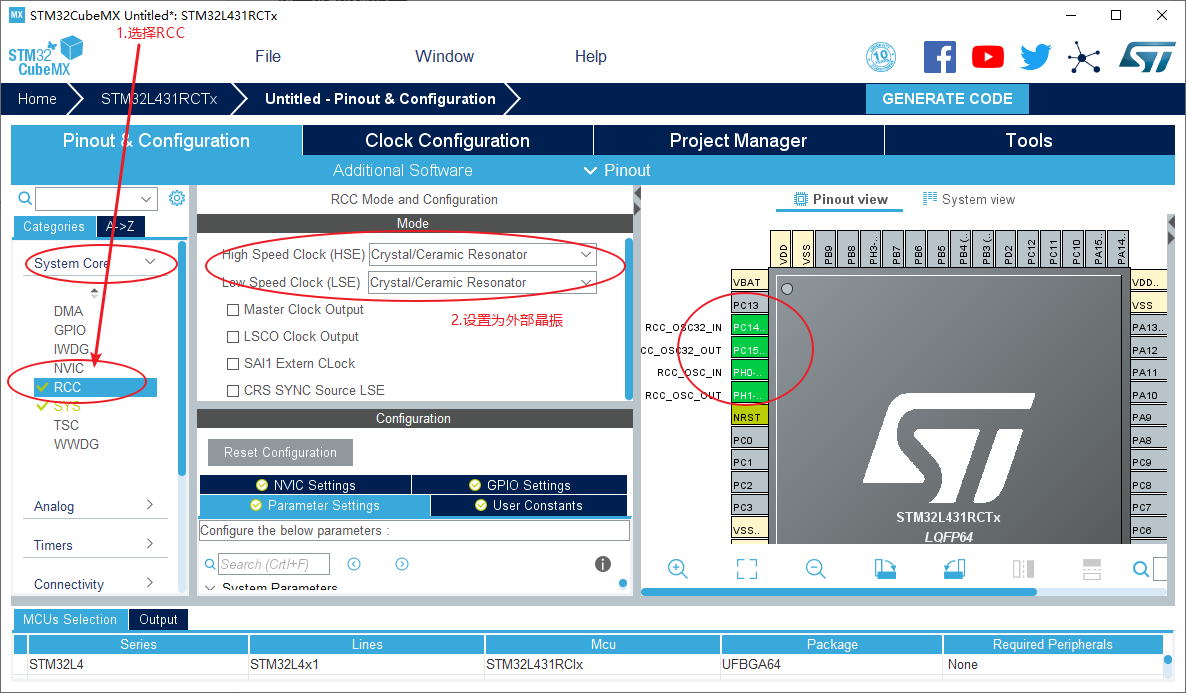 MX STM32CubeMX Untitled*: STM32L431RCTx
1.选择RCC
STM32 CubeMX
File Window Help
10
Home STM32L431RCTx Untitled - Pinout & Configuration GENERATE CODE
Pinout & Configuration Clock Configuration Project Manager Tools
Additional Software Pinout
Categories A->Z
System Core
DMA
GPIO
IWDG
NVIC
RCC
SYS
TSC
WWDG
Analog
Timers
Connectivity
RCC Mode and Configuration
Mode
High Speed Clock (HSE) Crystal/Ceramic Resonator
Low Speed Clock (LSE) Crystal/Ceramic Resonator
Master Clock Output
2.设置为外部晶振
LSCO Clock Output
SAI1 Extern CLock
CRS SYNC Source LSE
Configuration
Reset Configuration
NVIC Settings GPIO Settings
Parameter Settings User Constants
Configure the below parameters :
Search (Crtl+F)
System Parameters
Pinout view System view
VDD VSS PB9 PB8 PH3-.. PB7 PB6 PB5 PB4 (.. PB3 (.. PD2 PC12 PC11 PC10 PA15.. PA14..
VBAT
PC13
RCC_OSC32_IN PC14..
CC_OSC32_OUT PC15..
RCC_OSC_IN PH0-..
RCC_OSC_OUT PH1-..
NRST
PC0
PC1
PC2
PC3
VSS..
VDD..
VSS
PA13..
PA12
PA11
PA10
PA9
PA8
PC9
PC8
PC7
PC6
STM32L431RCTx
LQFP64
MCUs Selection Output
Series Lines Mcu Package Required Peripherals
STM32L4 STM32L4x1 STM32L431RCIx UFBGA64 None